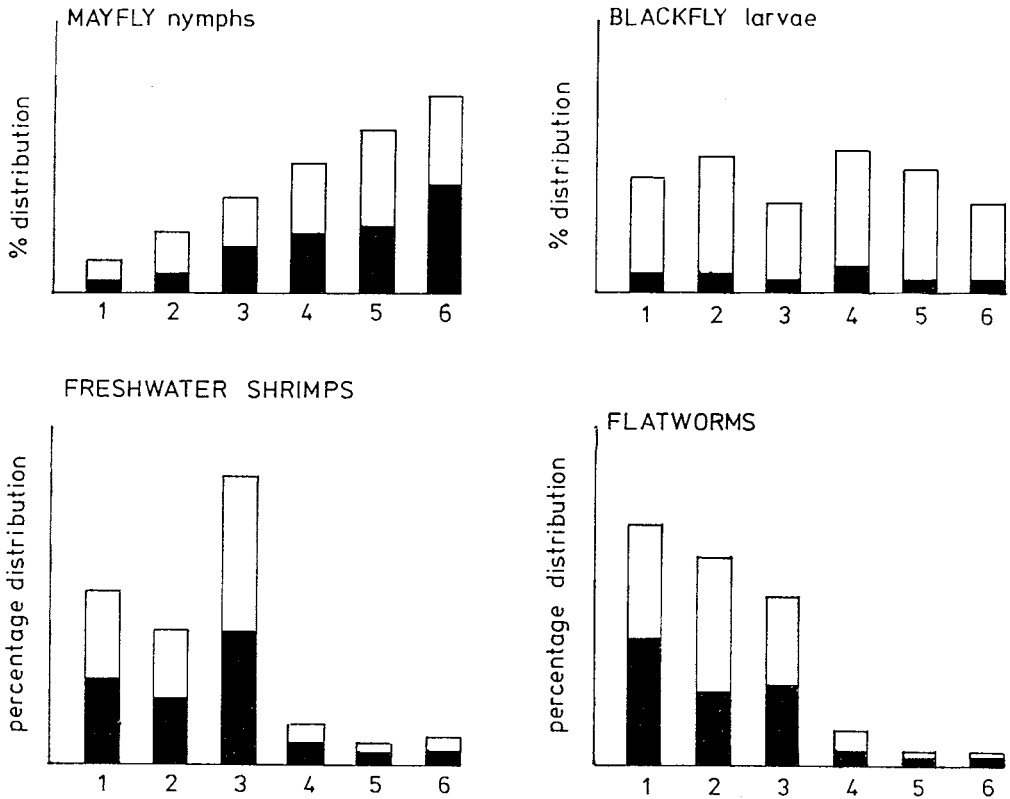 MAYFLY nymphs
% distribution
1 2 3 4 5 6
BLACKFLY larvae
% distribution
1 2 3 4 5 6
FRESHWATER SHRIMPS
percentage distribution
1 2 3 4 5 6
FLATWORMS
percentage distribution
1 2 3 4 5 6